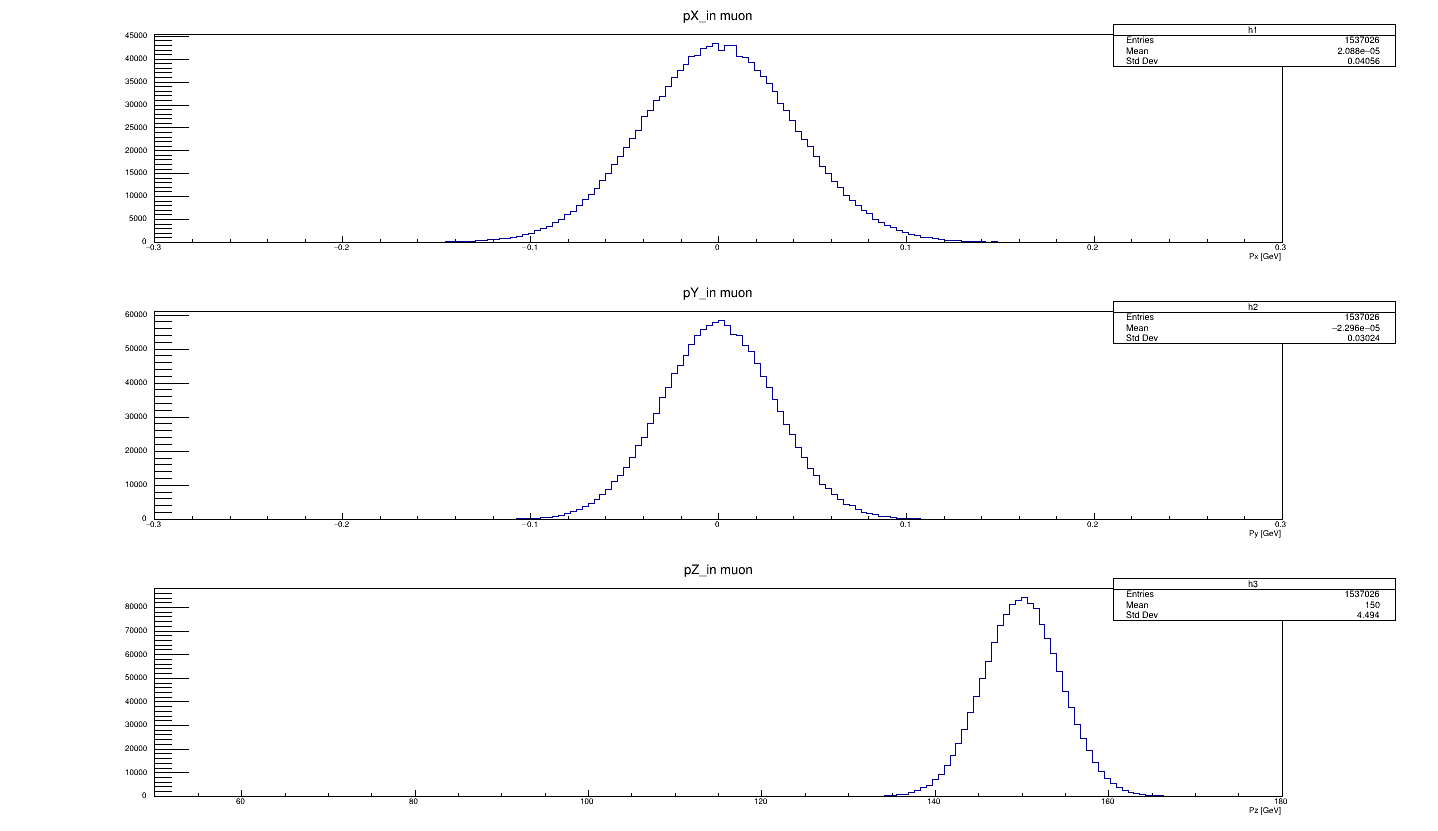 pX_in muon
h1
Entries 1537026
Mean 2.088e−05
Std Dev 0.04056
45000
40000
35000
30000
25000
20000
15000
10000
5000
0
−0.3 −0.2 −0.1 0 0.1 0.2 0.3
Px [GeV]
pY_in muon
h2
Entries 1537026
Mean −2.296e−05
Std Dev 0.03024
60000
50000
40000
30000
20000
10000
0
−0.3 −0.2 −0.1 0 0.1 0.2 0.3
Py [GeV]
pZ_in muon
h3
Entries 1537026
Mean 150
Std Dev 4.494
80000
70000
60000
50000
40000
30000
20000
10000
0
60 80 100 120 140 160 180
Pz [GeV]